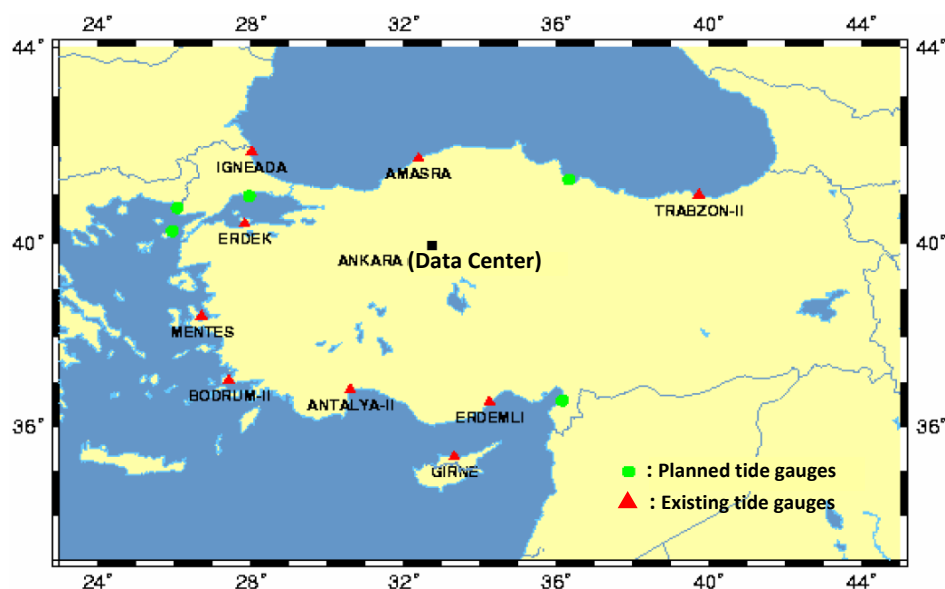 24° 28° 32° 36° 40° 44°
44° 44°
IGNEADA
AMASRA
TRABZON-II
ERDEK
40° ANKARA (Data Center) 40°
MENTES
BODRUM-II
ANTALYA-II
ERDEMLI
36° 36°
GIRNE
: Planned tide gauges
: Existing tide gauges
24° 28° 32° 36° 40° 44°